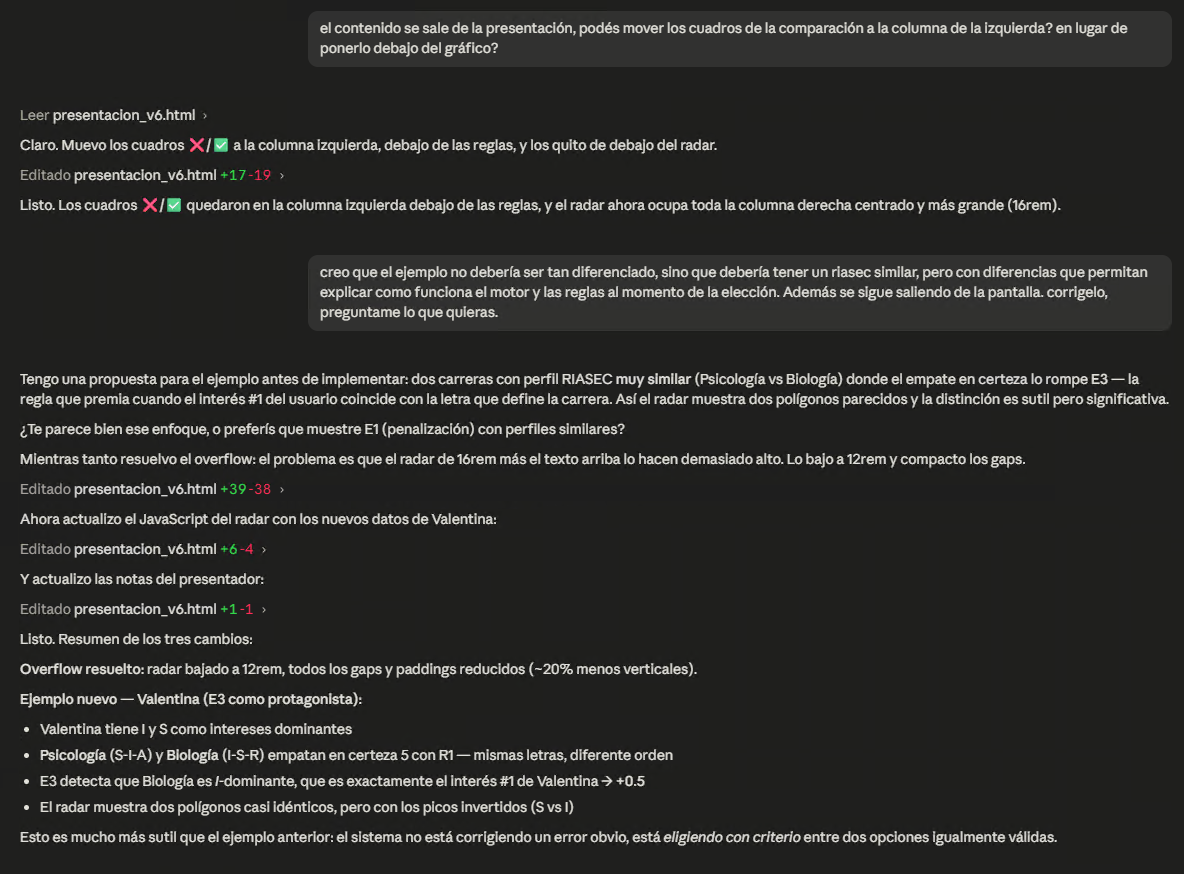 el contenido se sale de la presentación, podés mover los cuadros de la comparación a la columna de la izquierda? en lugar de
ponerlo debajo del gráfico?
Leer presentacion_v6.html ›
Claro. Muevo los cuadros ❌/✅ a la columna izquierda, debajo de las reglas, y los quito de debajo del radar.
Editado presentacion_v6.html +17 -19 ›
Listo. Los cuadros ❌/✅ quedaron en la columna izquierda debajo de las reglas, y el radar ahora ocupa toda la columna derecha centrado y más grande (16rem).
creo que el ejemplo no debería ser tan diferenciado, sino que debería tener un riasec similar, pero con diferencias que permitan
explicar como funciona el motor y las reglas al momento de la elección. Además se sigue saliendo de la pantalla. corrigelo,
preguntame lo que quieras.
Tengo una propuesta para el ejemplo antes de implementar: dos carreras con perfil RIASEC muy similar (Psicología vs Biología) donde el empate en certeza lo rompe E3 — la
regla que premia cuando el interés #1 del usuario coincide con la letra que define la carrera. Así el radar muestra dos polígonos parecidos y la distinción es sutil pero significativa.
¿Te parece bien ese enfoque, o preferís que muestre E1 (penalización) con perfiles similares?
Mientras tanto resuelvo el overflow: el problema es que el radar de 16rem más el texto arriba lo hacen demasiado alto. Lo bajo a 12rem y compacto los gaps.
Editado presentacion_v6.html +39 -38 ›
Ahora actualizo el JavaScript del radar con los nuevos datos de Valentina:
Editado presentacion_v6.html +6 -4 ›
Y actualizo las notas del presentador:
Editado presentacion_v6.html +1 -1 ›
Listo. Resumen de los tres cambios:
Overflow resuelto: radar bajado a 12rem, todos los gaps y paddings reducidos (~20% menos verticales).
Ejemplo nuevo — Valentina (E3 como protagonista):
• Valentina tiene I y S como intereses dominantes
• Psicología (S-I-A) y Biología (I-S-R) empatan en certeza 5 con R1 — mismas letras, diferente orden
• E3 detecta que Biología es I-dominante, que es exactamente el interés #1 de Valentina → +0.5
• El radar muestra dos polígonos casi idénticos, pero con los picos invertidos (S vs I)
Esto es mucho más sutil que el ejemplo anterior: el sistema no está corrigiendo un error obvio, está eligiendo con criterio entre dos opciones igualmente válidas.